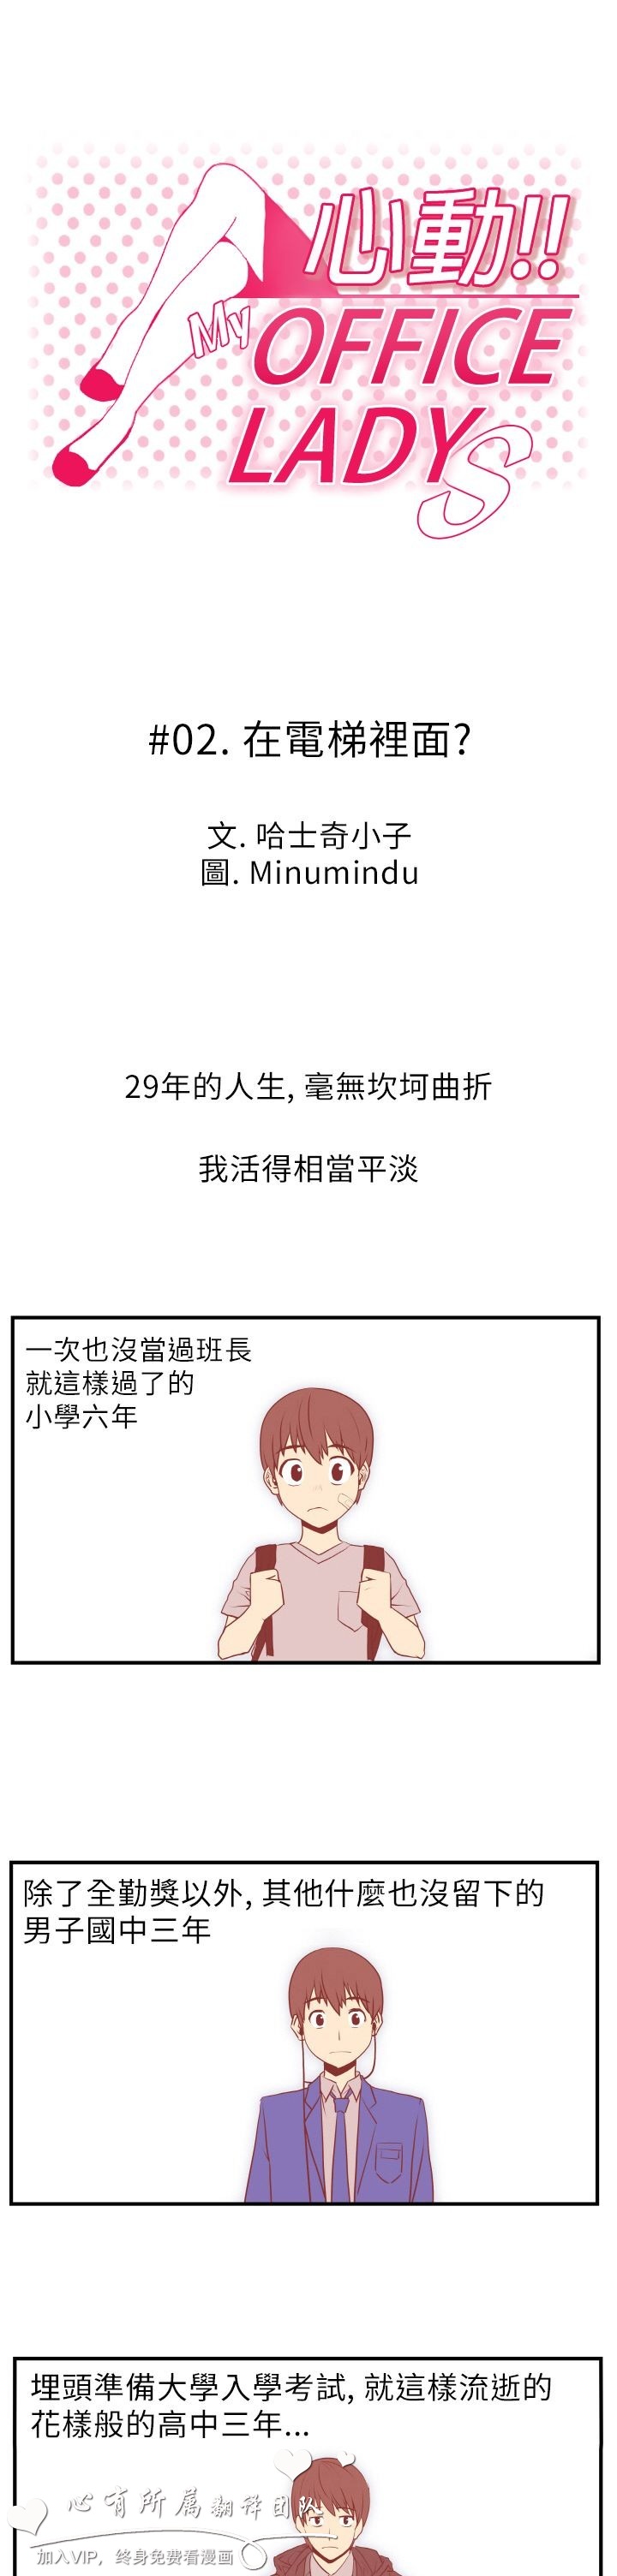 心動!!
My OFFICE
LADYS
#02. 在電梯裡面?
文. 哈士奇小子
圖. Minumindu
29年的人生, 毫無坎坷曲折
我活得相當平淡
一次也沒當過班長
就這樣過了的
小學六年
除了全勤獎以外, 其他什麼也沒留下的
男子國中三年
埋頭準備大學入學考試, 就這樣流逝的
花樣般的高中三年...
心有所属翻译团队
加入VIP，终身免费看漫画